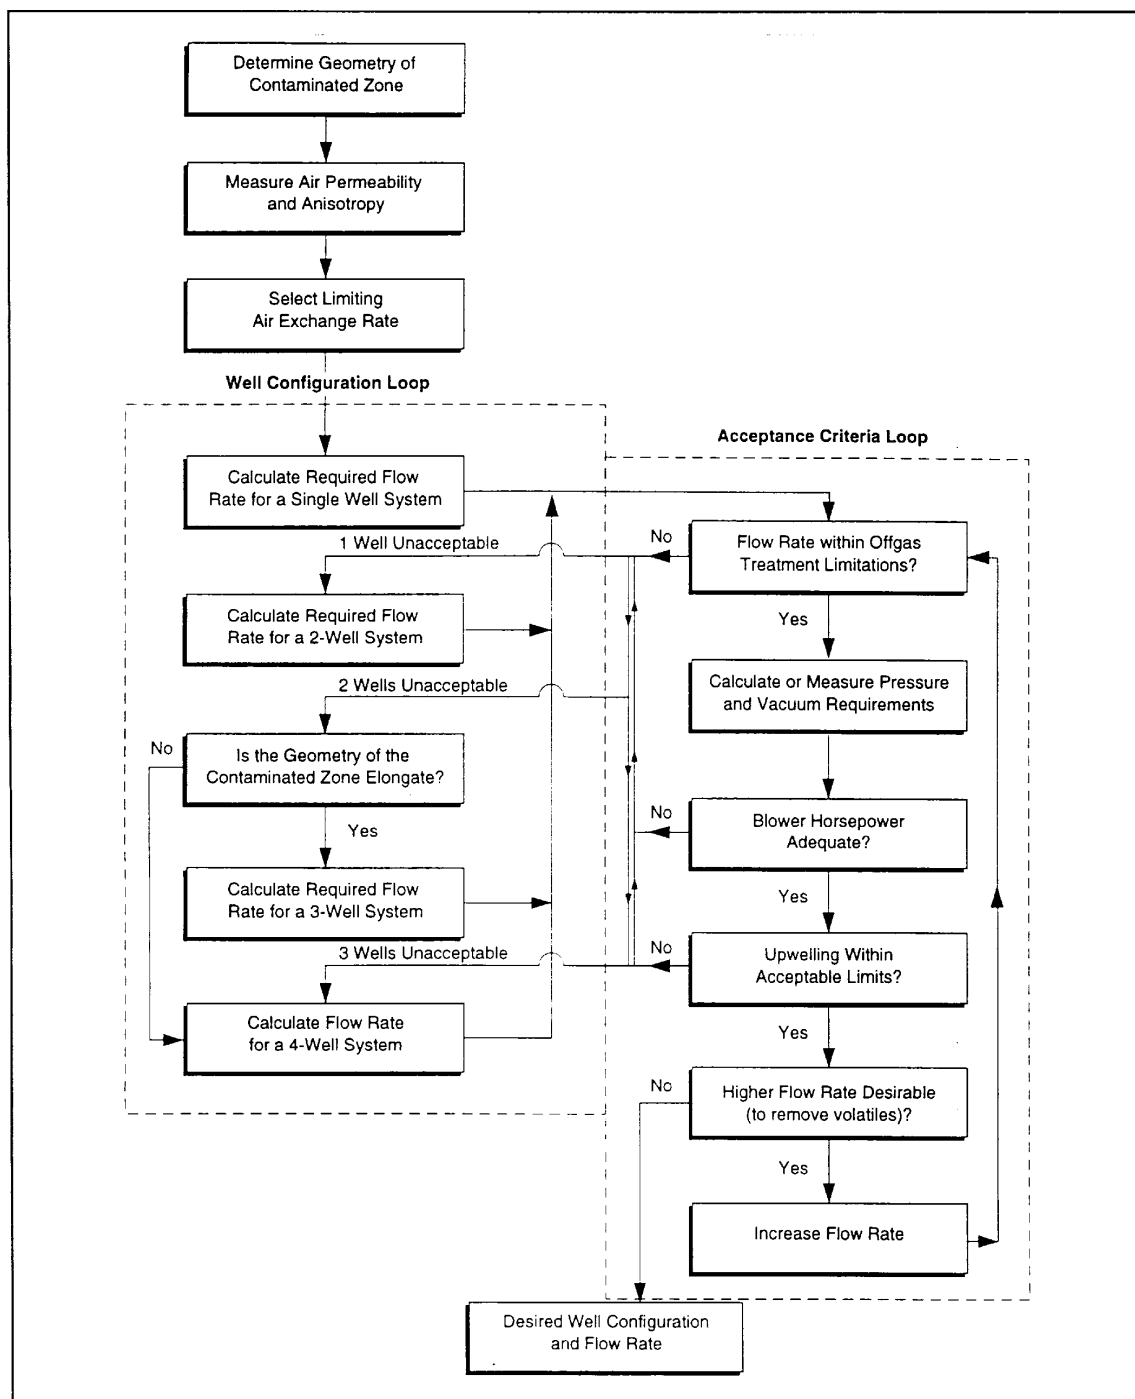 Determine Geometry of
Contaminated Zone
Measure Air Permeability
and Anisotropy
Select Limiting
Air Exchange Rate
Well Configuration Loop
Acceptance Criteria Loop
Calculate Required Flow
Rate for a Single Well System
1 Well Unacceptable
No
Flow Rate within Offgas
Treatment Limitations?
Yes
Calculate Required Flow
Rate for a 2-Well System
2 Wells Unacceptable
Calculate or Measure Pressure
and Vacuum Requirements
No
Is the Geometry of the
Contaminated Zone Elongate?
Yes
No
Blower Horsepower
Adequate?
Yes
Calculate Required Flow
Rate for a 3-Well System
3 Wells Unacceptable
No
Upwelling Within
Acceptable Limits?
Yes
Calculate Flow Rate
for a 4-Well System
No
Higher Flow Rate Desirable
(to remove volatiles)?
Yes
Increase Flow Rate
Desired Well Configuration
and Flow Rate